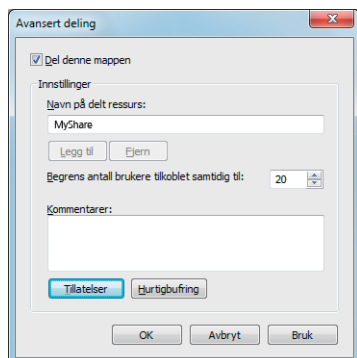 Avansert deling
Del denne mappen
Innstillinger
Navn på delt ressurs:
MyShare
Legg til Fjern
Begrens antall brukere tilkoblet samtidig til: 20
Kommentarer:
Tillatelser Hurtigbufring
OK Avbryt Bruk